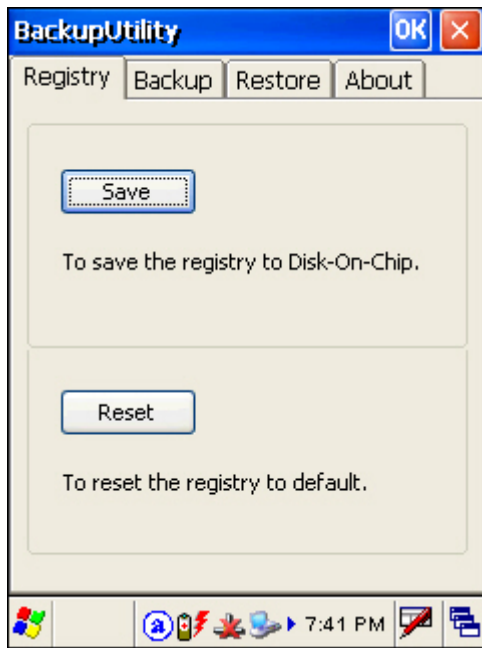 BackupUtility OK
Registry Backup Restore About
Save
To save the registry to Disk-On-Chip.
Reset
To reset the registry to default.
a 7:41 PM